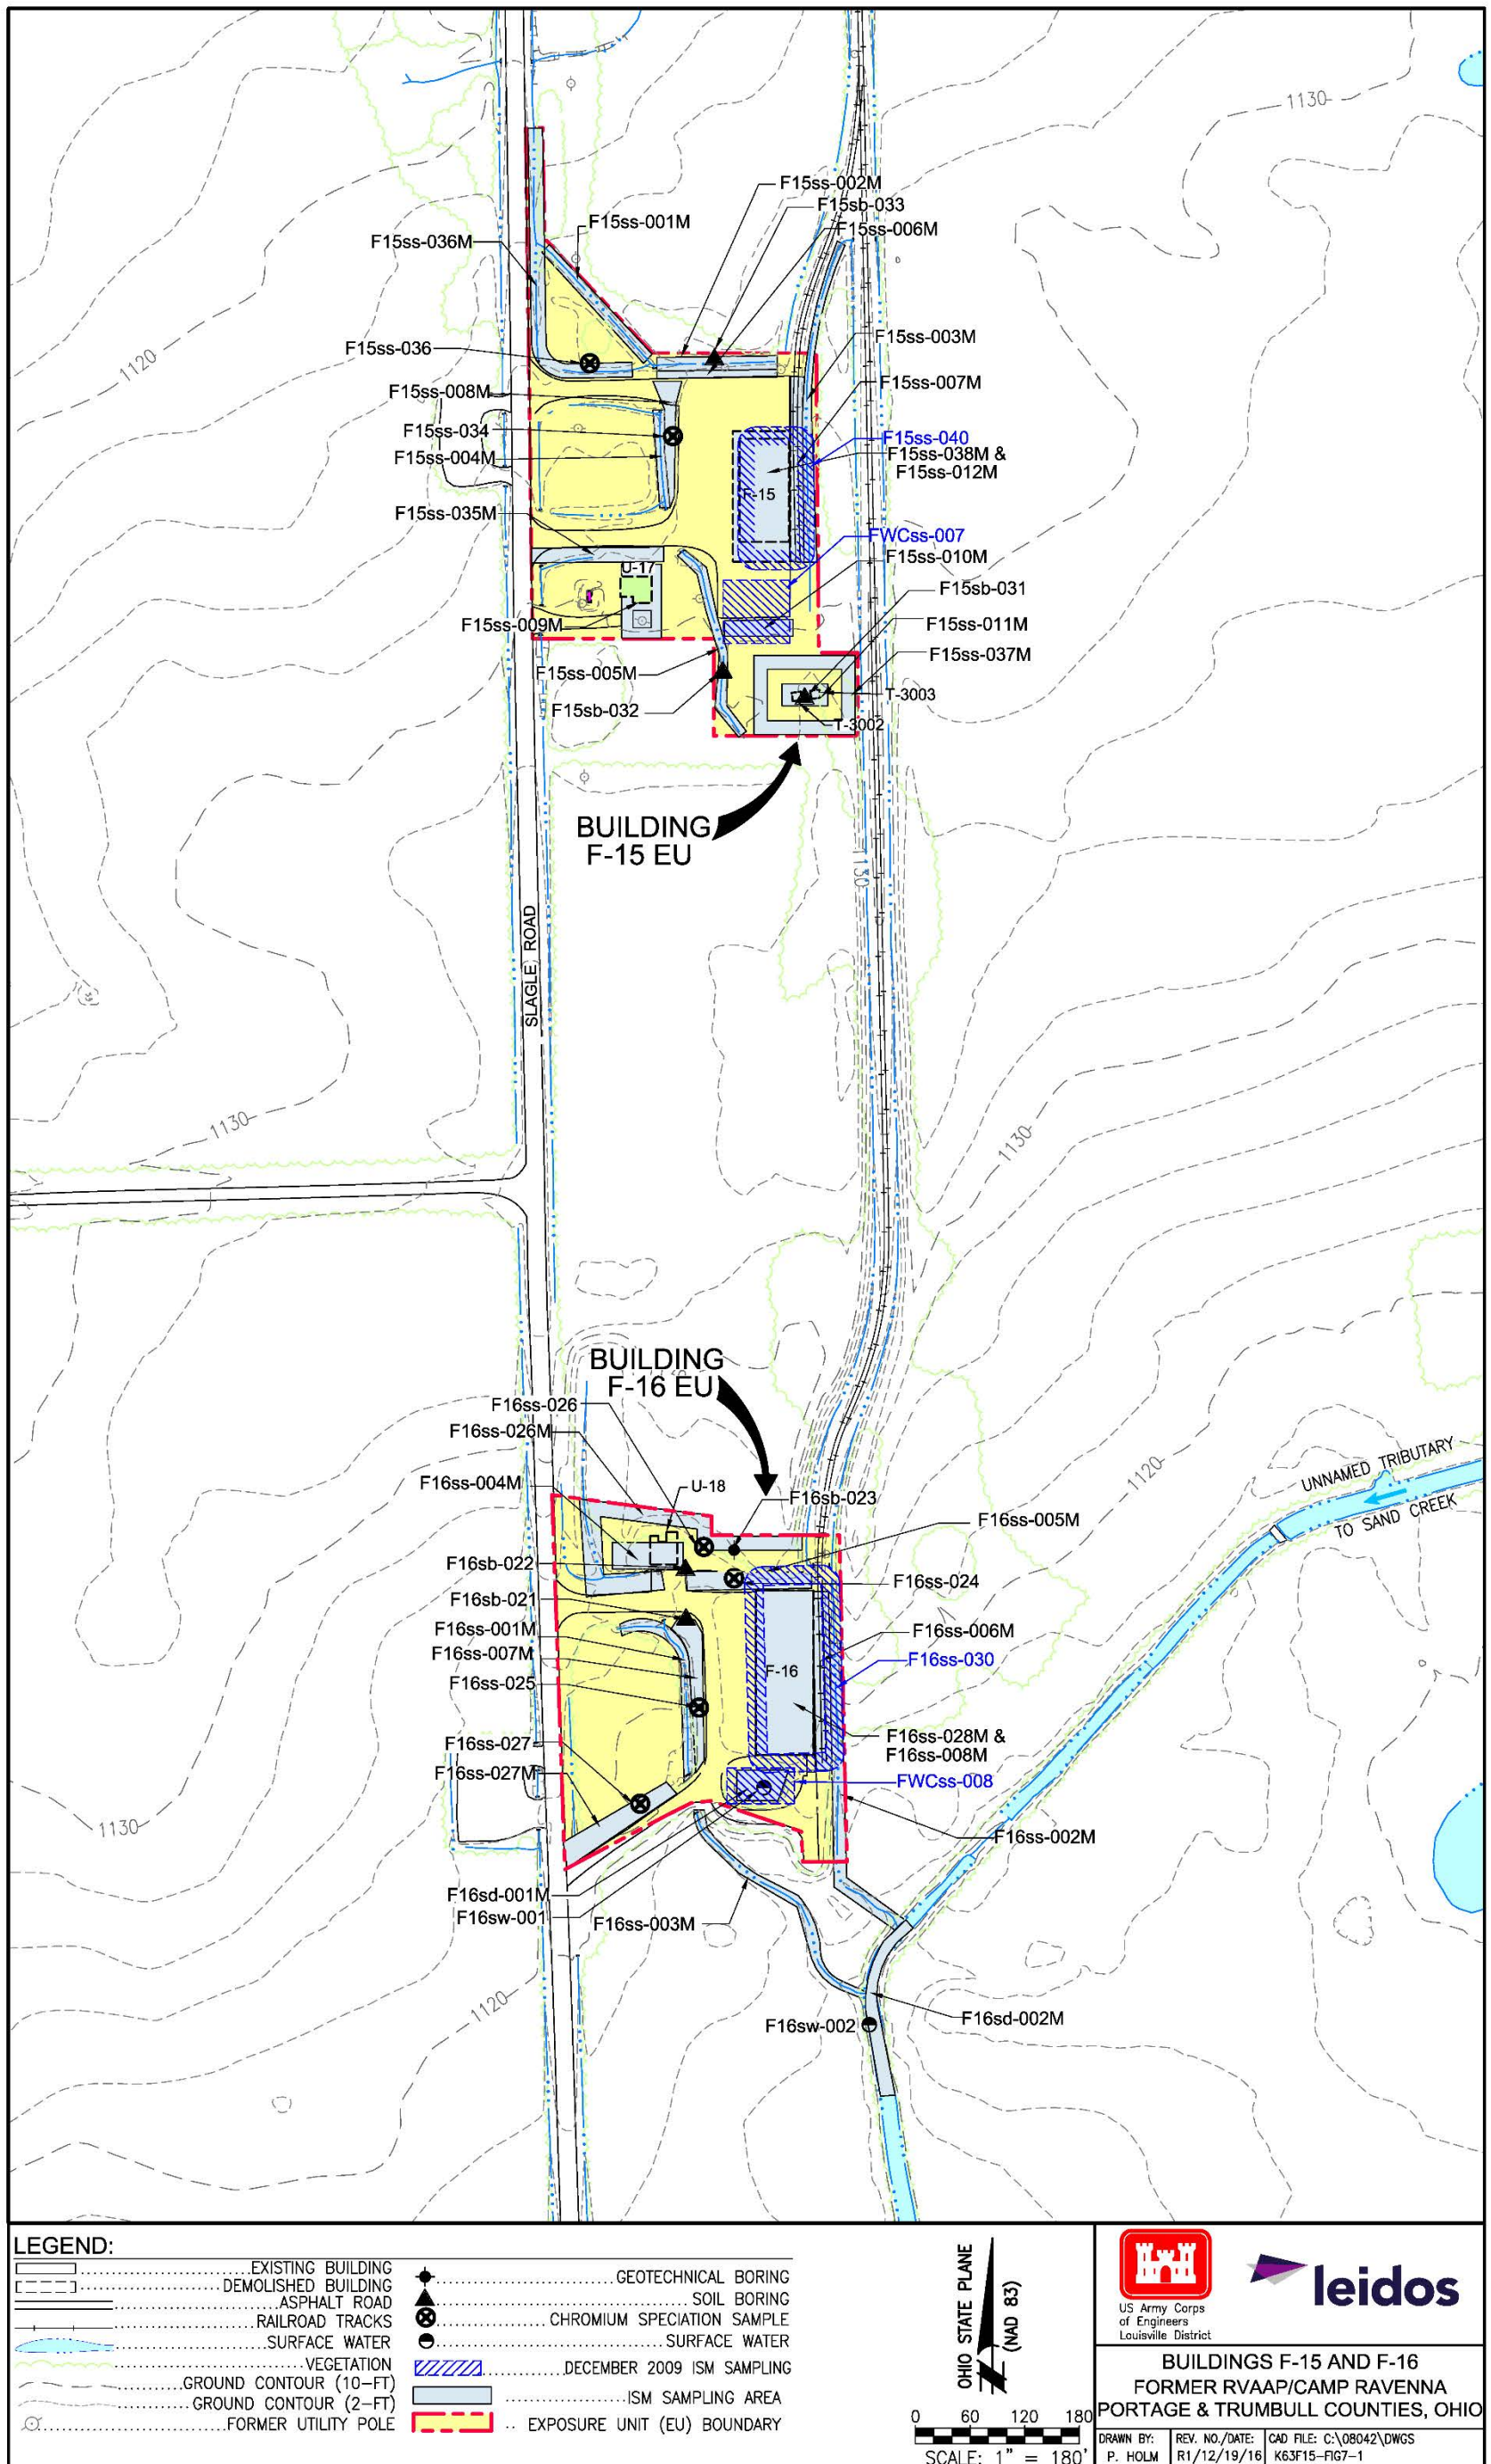 1130
F15ss-002M
F15sb-033
F15ss-001M
F15ss-006M
F15ss-036M
F15ss-003M
F15ss-036
1120
F15ss-007M
F15ss-008M
F15ss-034
F15ss-040
F15ss-004M
F15ss-038M &
F15ss-012M
F-15
F15ss-035M
FWCss-007
F15ss-010M
U-17
F15sb-031
F15ss-009M
F15ss-011M
F15ss-037M
F15ss-005M
T-3003
F15sb-032
T-3002
BUILDING
F-15 EU
1130
SLAGLE ROAD
1130
1130
BUILDING
F-16 EU
F16ss-026
F16ss-026M
UNNAMED TRIBUTARY
1120
F16ss-004M
U-18
F16sb-023
TO SAND CREEK
F16ss-005M
F16sb-022
F16ss-024
F16sb-021
F16ss-001M
F16ss-006M
F16ss-007M
F16ss-030
F-16
F16ss-025
F16ss-028M &
F16ss-008M
F16ss-027
F16ss-027M
FWCss-008
1130
F16ss-002M
F16sd-001M
F16sw-001
F16ss-003M
1120
F16sw-002
F16sd-002M
LEGEND:
EXISTING BUILDING
DEMOLISHED BUILDING
ASPHALT ROAD
RAILROAD TRACKS
SURFACE WATER
VEGETATION
GROUND CONTOUR (10-FT)
GROUND CONTOUR (2-FT)
FORMER UTILITY POLE
GEOTECHNICAL BORING
SOIL BORING
CHROMIUM SPECIATION SAMPLE
SURFACE WATER
DECEMBER 2009 ISM SAMPLING
ISM SAMPLING AREA
EXPOSURE UNIT (EU) BOUNDARY
OHIO STATE PLANE
(NAD 83)
0 60 120 180
SCALE: 1" = 180'
US Army Corps
of Engineers
Louisville District
leidos
BUILDINGS F-15 AND F-16
FORMER RVAAP/CAMP RAVENNA
PORTAGE & TRUMBULL COUNTIES, OHIO
DRAWN BY:
P. HOLM
REV. NO./DATE:
R1/12/19/16
CAD FILE: C:\08042\DWGS
K63F15-FIG7-1